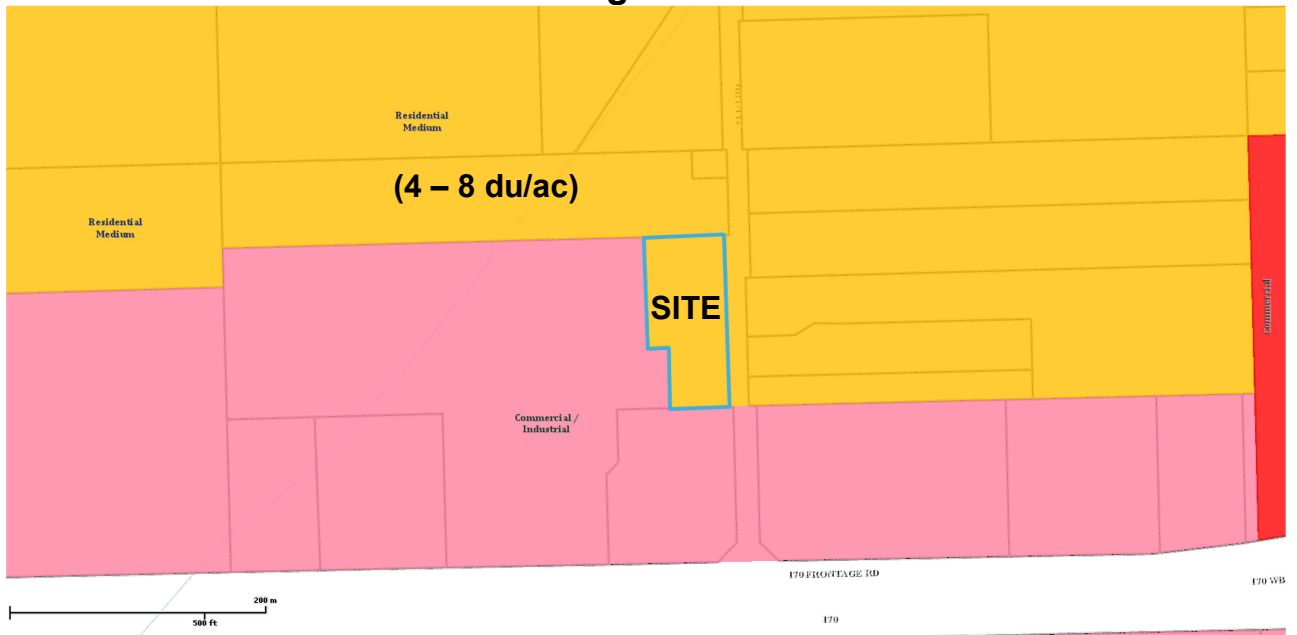 Residential
Medium
(4 – 8 du/ac)
Residential
Medium
SITE
Commercial
Commercial /
Industrial
I70 FRONTAGE RD
I70 WB
200 m
500 ft
I70